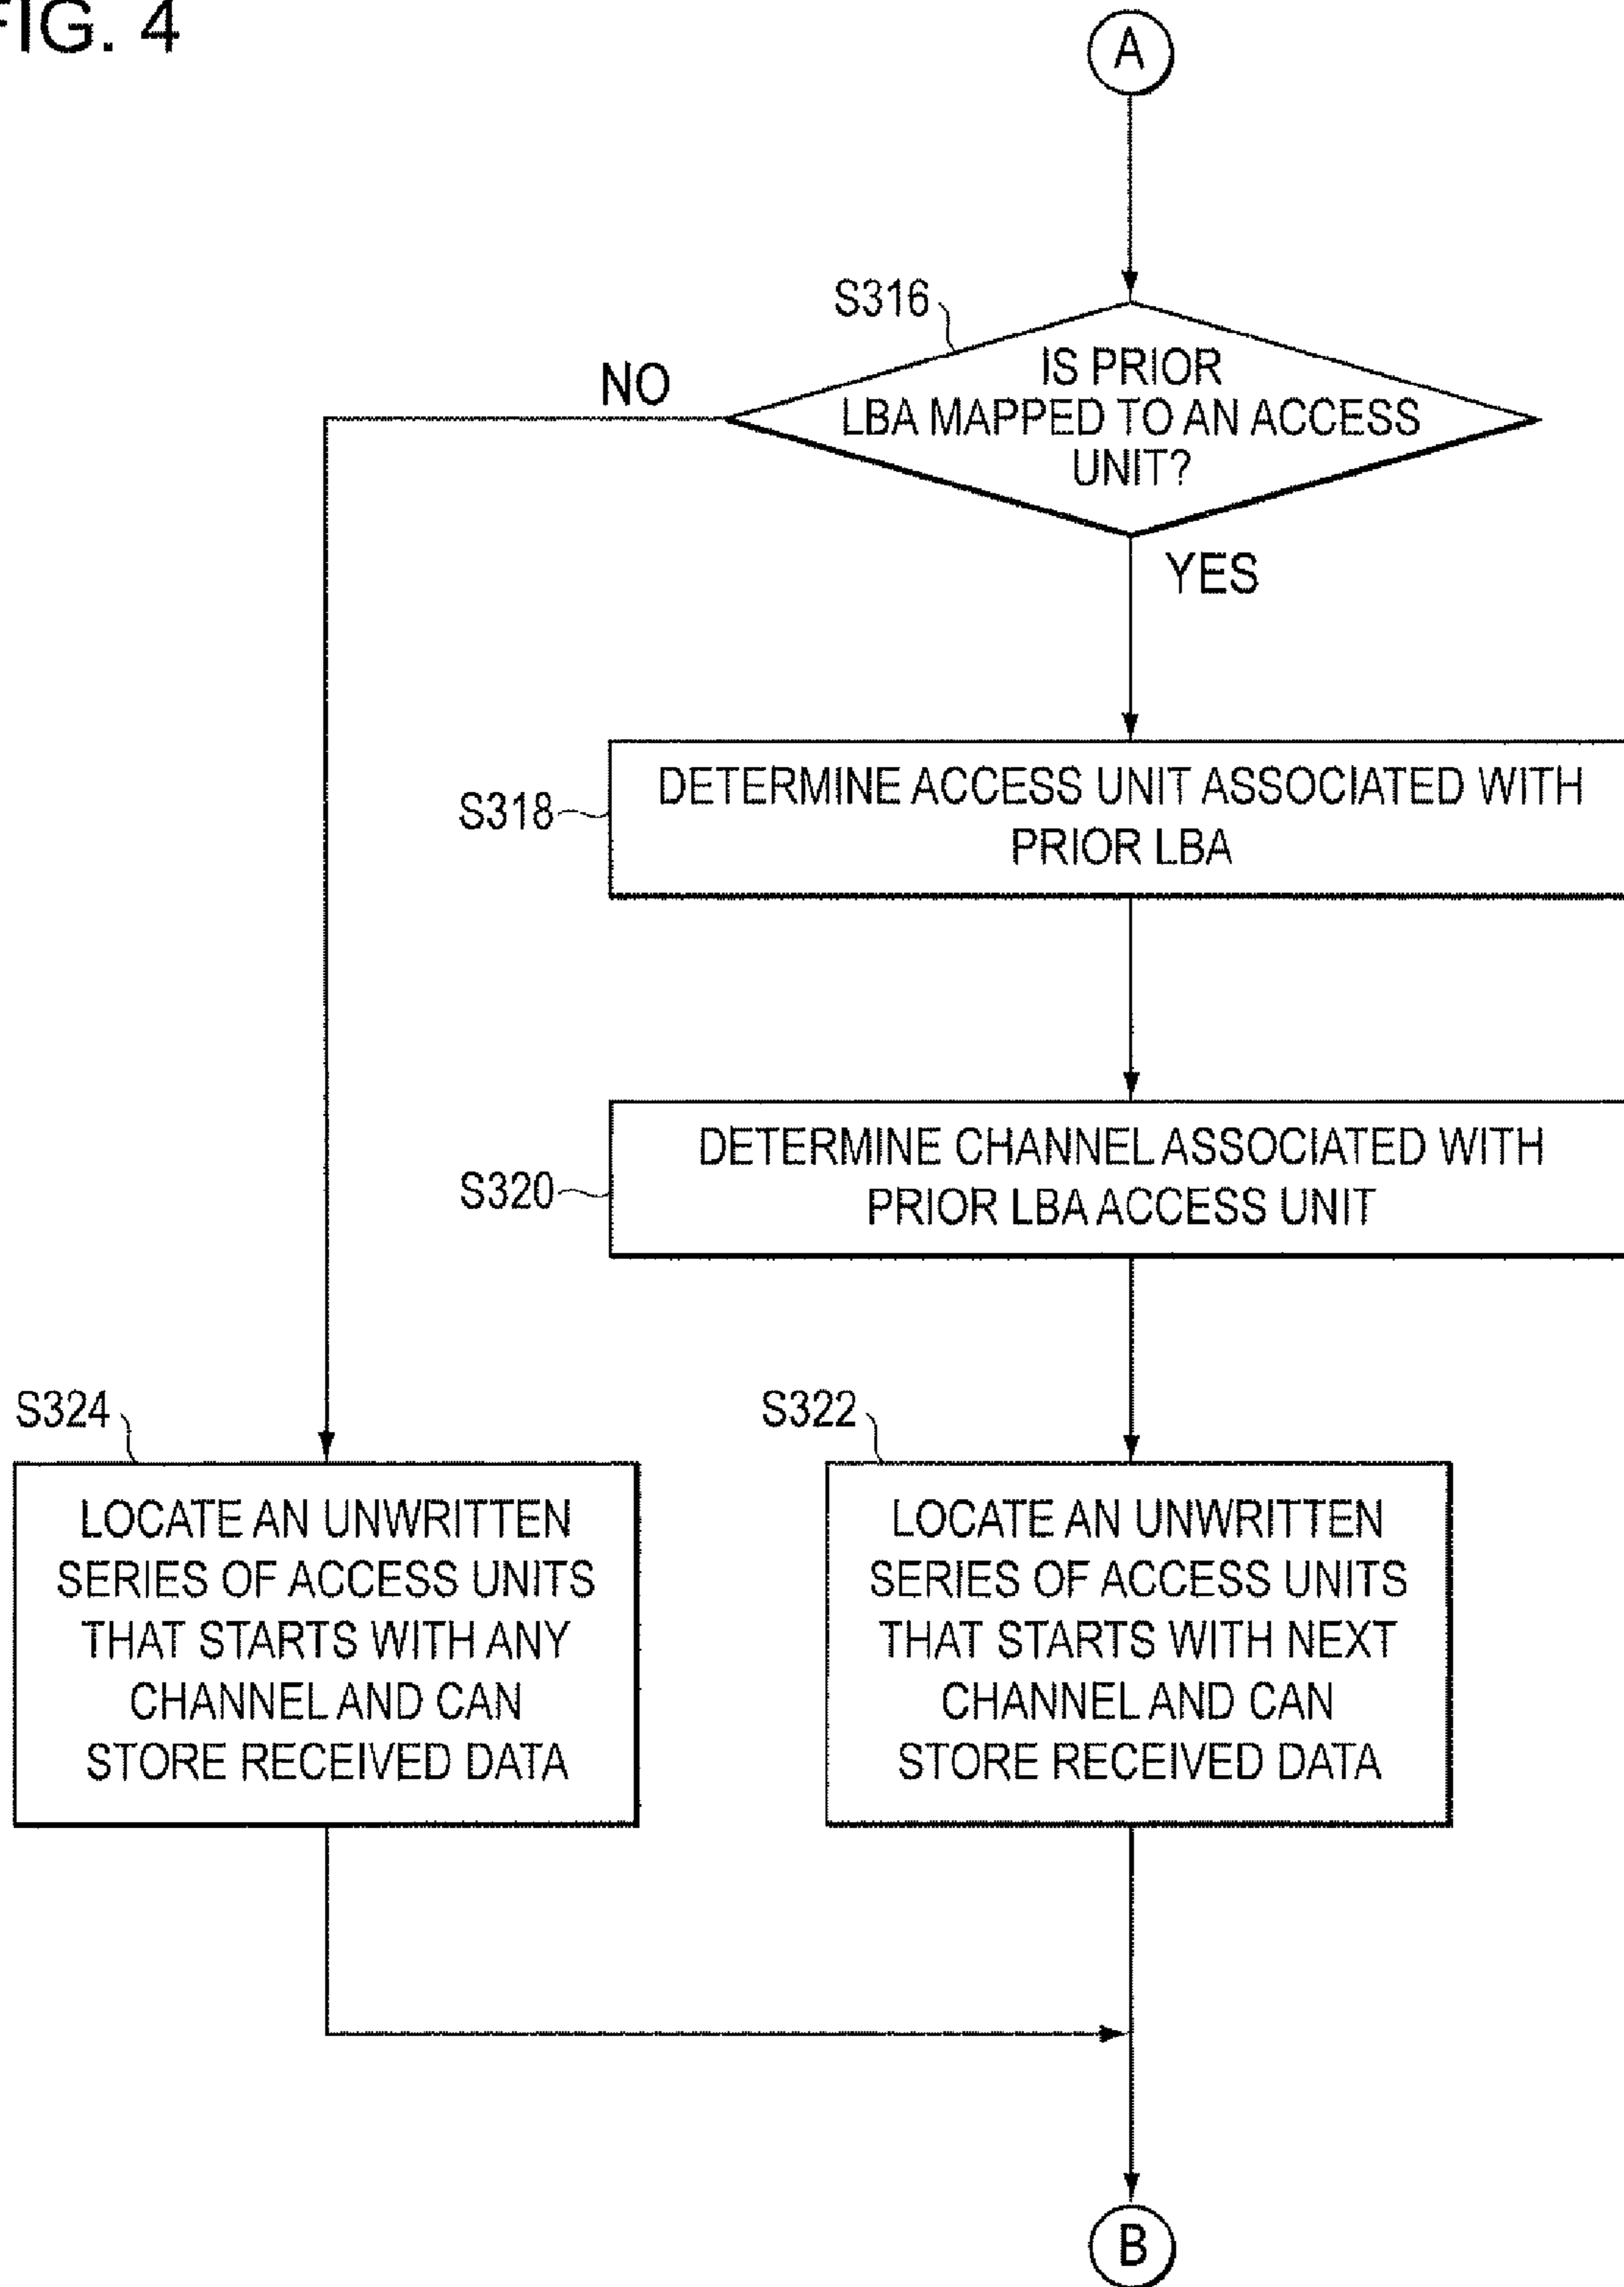 FIG. 4
A
S316
IS PRIOR
LBA MAPPED TO AN ACCESS
UNIT?
NO
YES
S318
DETERMINE ACCESS UNIT ASSOCIATED WITH
PRIOR LBA
S320
DETERMINE CHANNEL ASSOCIATED WITH
PRIOR LBA ACCESS UNIT
S324
LOCATE AN UNWRITTEN
SERIES OF ACCESS UNITS
THAT STARTS WITH ANY
CHANNEL AND CAN
STORE RECEIVED DATA
S322
LOCATE AN UNWRITTEN
SERIES OF ACCESS UNITS
THAT STARTS WITH NEXT
CHANNEL AND CAN
STORE RECEIVED DATA
B